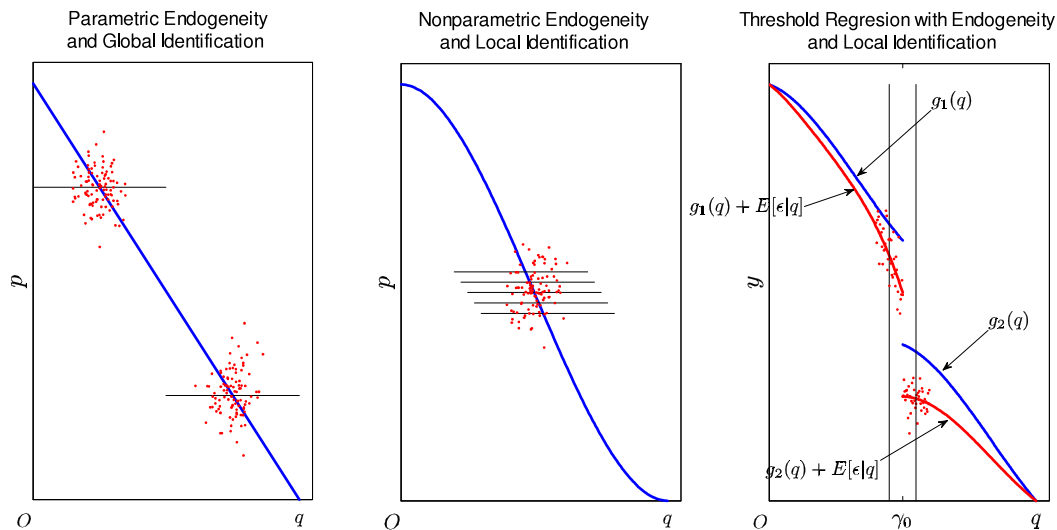 Parametric Endogeneity
and Global Identification
p
O
q
Nonparametric Endogeneity
and Local Identification
p
O
q
Threshold Regresion with Endogeneity
and Local Identification
g₁(q)
g₁(q) + E[ϵ|q]
y
g₂(q)
g₂(q) + E[ϵ|q]
O
γ₀
q